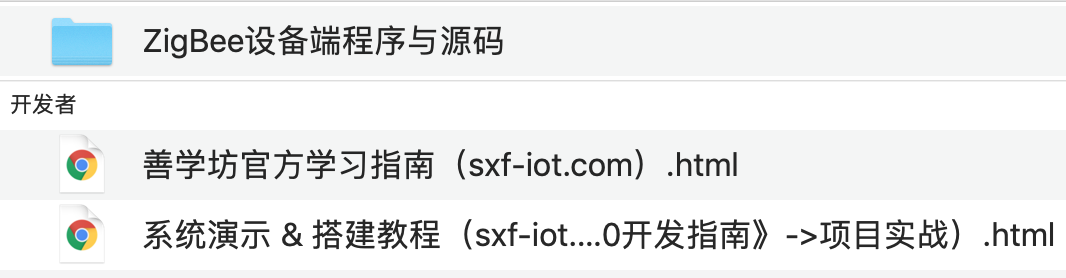 ZigBee设备端程序与源码
开发者
善学坊官方学习指南（sxf-iot.com）.html
系统演示 & 搭建教程（sxf-iot....0开发指南》->项目实战）.html